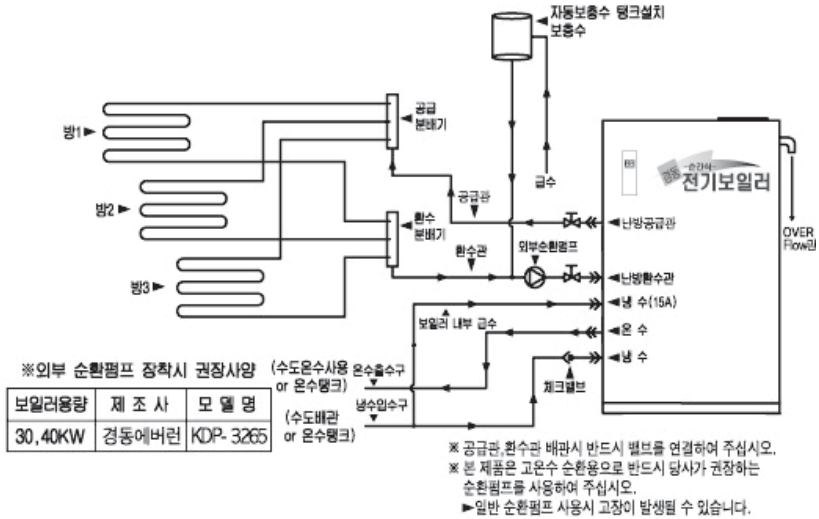 자동보충수 탱크설치
보충수
공급
분배기
방1
급수
경동
-순간식-
전기보일러
공급관
방2
환수
분배기
난방공급관
OVER
Flow관
외부순환펌프
환수관
방3
난방환수관
냉 수(15A)
보일러 내부 급수
온 수
※외부 순환펌프 장착시 권장사양
(수도온수사용
or 온수탱크)
온수출수구
냉 수
체크밸브
보일러용량 제 조 사 모 델 명
30,40KW 경동에버런 KDP-3265
(수도배관
or 온수탱크)
냉수입수구
※ 공급관,환수관 배관시 반드시 밸브를 연결하여 주십시오.
※ 본 제품은 고온수 순환용으로 반드시 당사가 권장하는
순환펌프를 사용하여 주십시오.
►일반 순환펌프 사용시 고장이 발생될 수 있습니다.